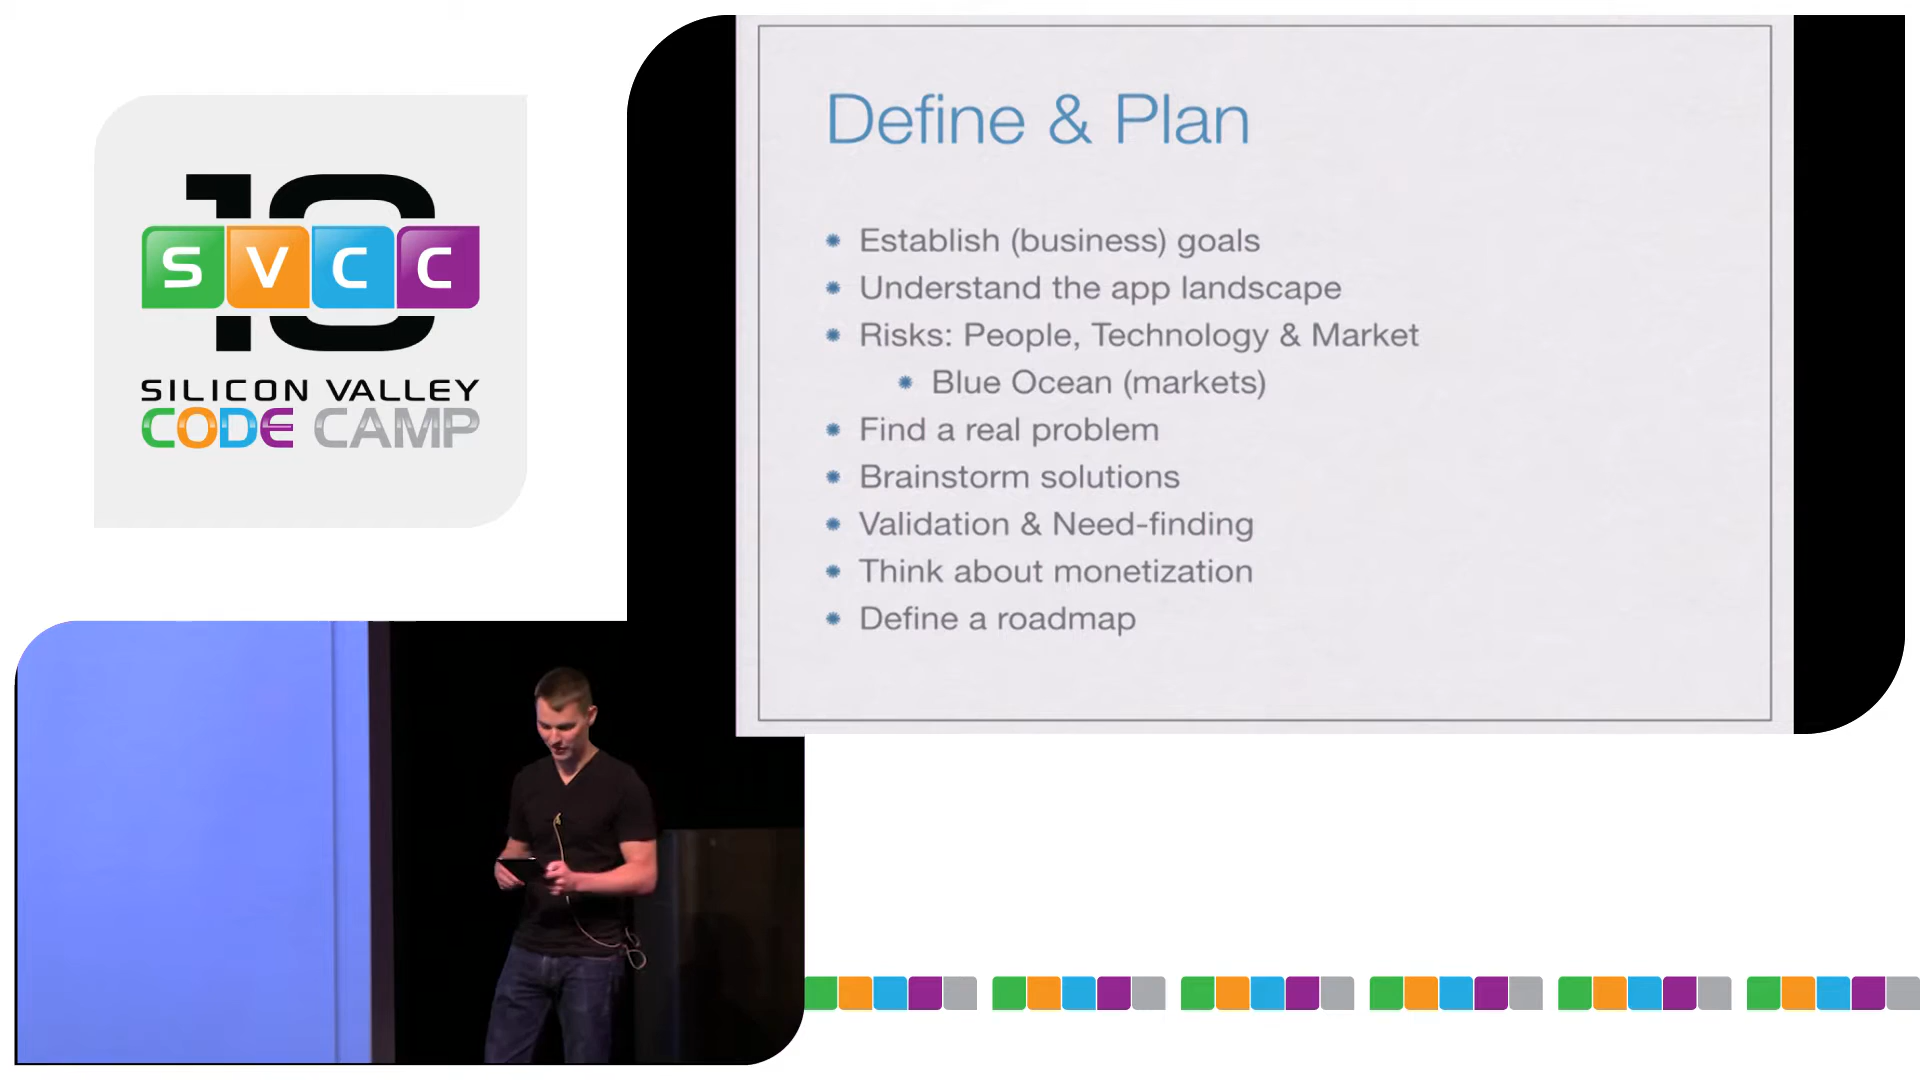 10
SVCC
SILICON VALLEY
CODE CAMP
Define & Plan
Establish (business) goals
Understand the app landscape
Risks: People, Technology & Market
Blue Ocean (markets)
Find a real problem
Brainstorm solutions
Validation & Need-finding
Think about monetization
Define a roadmap